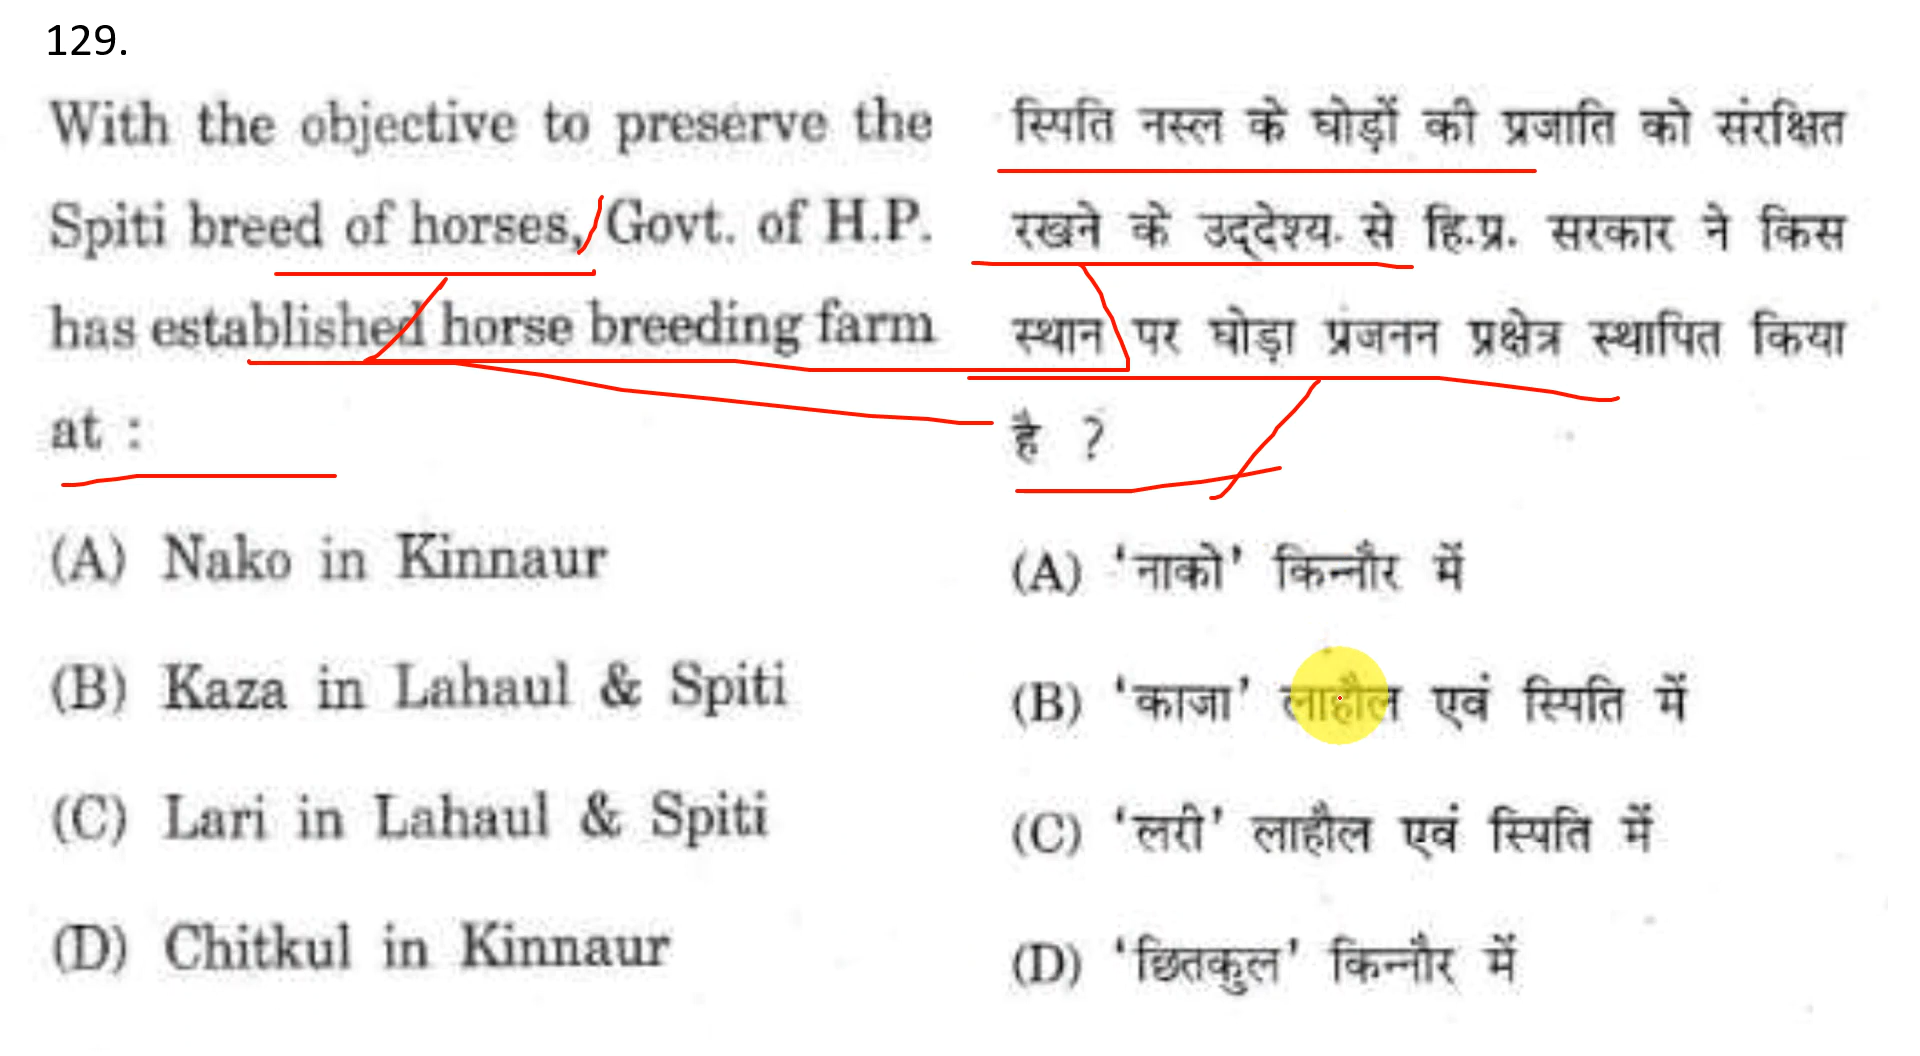 129.
With the objective to preserve the
Spiti breed of horses, Govt. of H.P.
has established horse breeding farm
at :
(A) Nako in Kinnaur
(B) Kaza in Lahaul & Spiti
(C) Lari in Lahaul & Spiti
(D) Chitkul in Kinnaur
स्पिति नस्ल के घोड़ों की प्रजाति को संरक्षित
रखने के उद्देश्य से हि.प्र. सरकार ने किस
स्थान पर घोड़ा प्रजनन प्रक्षेत्र स्थापित किया
है ?
(A) ‘नाको’ किन्नौर में
(B) ‘काजा’ लाहौल एवं स्पिति में
(C) ‘लरी’ लाहौल एवं स्पिति में
(D) ‘छितकुल’ किन्नौर में